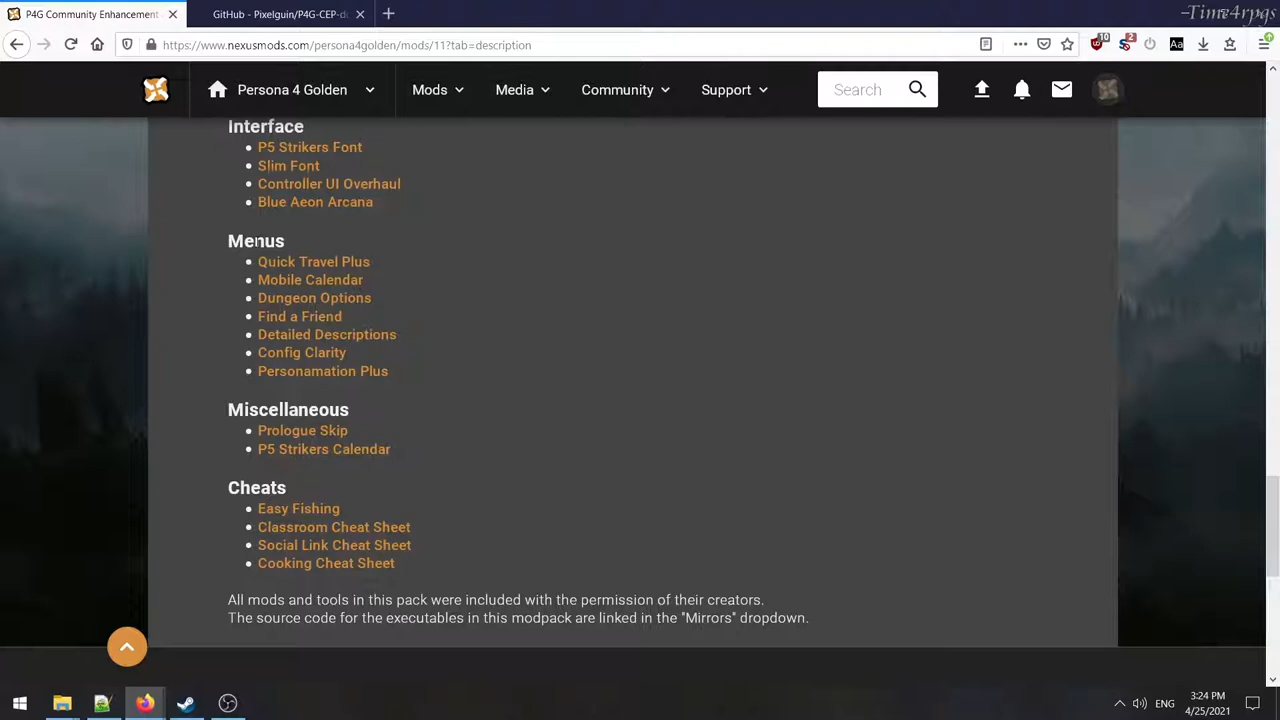 P4G Community Enhancement
GitHub - Pixelguin/P4G-CEP-d
Time4rpgs
https://www.nexusmods.com/persona4golden/mods/11?tab=description
10
2
Aa
Persona 4 Golden
Mods
Media
Community
Support
Search
Interface
P5 Strikers Font
Slim Font
Controller UI Overhaul
Blue Aeon Arcana
Menus
Quick Travel Plus
Mobile Calendar
Dungeon Options
Find a Friend
Detailed Descriptions
Config Clarity
Personamation Plus
Miscellaneous
Prologue Skip
P5 Strikers Calendar
Cheats
Easy Fishing
Classroom Cheat Sheet
Social Link Cheat Sheet
Cooking Cheat Sheet
All mods and tools in this pack were included with the permission of their creators.
The source code for the executables in this modpack are linked in the "Mirrors" dropdown.
ENG
3:24 PM
4/25/2021